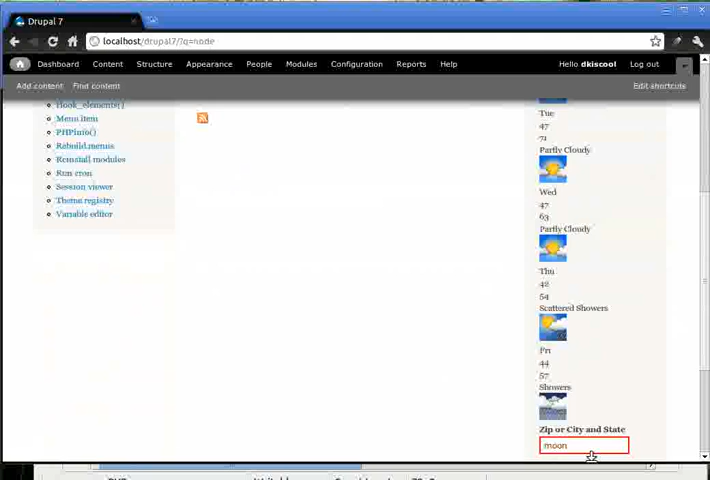 Drupal 7
localhost/drupal7/?q=node
Dashboard Content Structure Appearance People Modules Configuration Reports Help Hello dkiscool Log out
Add content Find content Edit shortcuts
Hook_elements()
Menu item
PHPinfo()
Rebuild menus
Reinstall modules
Run cron
Session viewer
Theme registry
Variable editor
Tue
47
71
Partly Cloudy
Wed
47
63
Partly Cloudy
Thu
42
54
Scattered Showers
Fri
44
57
Showers
Zip or City and State
moon